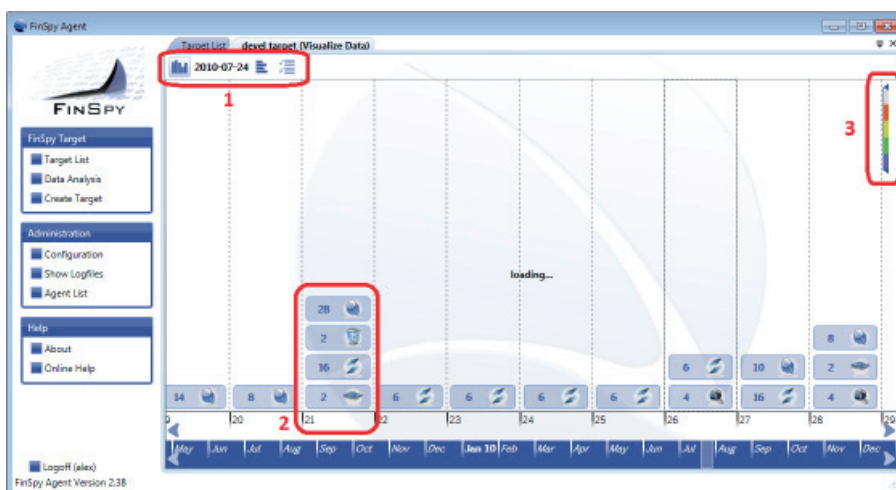 FinSpy Agent
Target List
devel target (Visualize Data)
2010-07-24
1
3
FINSPY
FinSpy Target
Target List
Data Analysis
Create Target
Administration
Configuration
Show Logfiles
Agent List
Help
About
Online Help
loading...
28
2
16
2
2
14
8
6
6
6
6
6
4
10
16
8
2
4
20 21 22 23 24 25 26 27 28 29
May Jun Jul Aug Sep Oct Nov Dec Jan 10 Feb Mar Apr May Jun Jul Aug Sep Oct Nov Dec
Logoff (alex)
FinSpy Agent Version 2.38